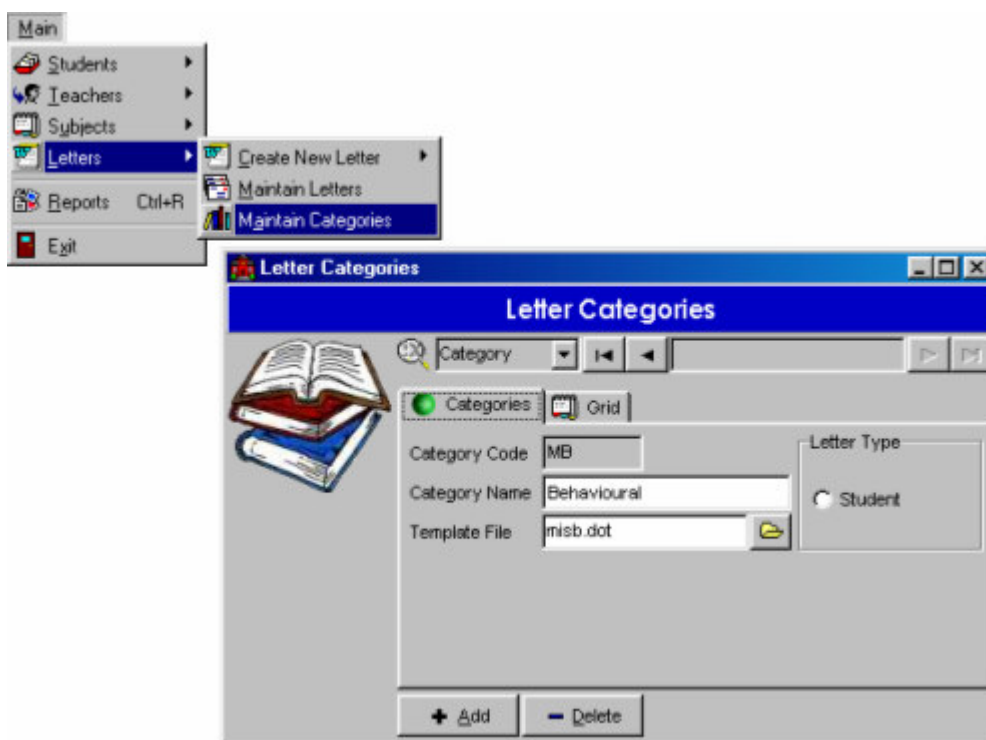 Main
Students
Teachers
Subjects
Letters
Reports Ctrl+R
Exit
Create New Letter
Maintain Letters
Maintain Categories
Letter Categories
Letter Categories
Category
Categories Grid
Category Code MB
Category Name Behavioural
Template File misb.dot
Letter Type
Student
Add Delete